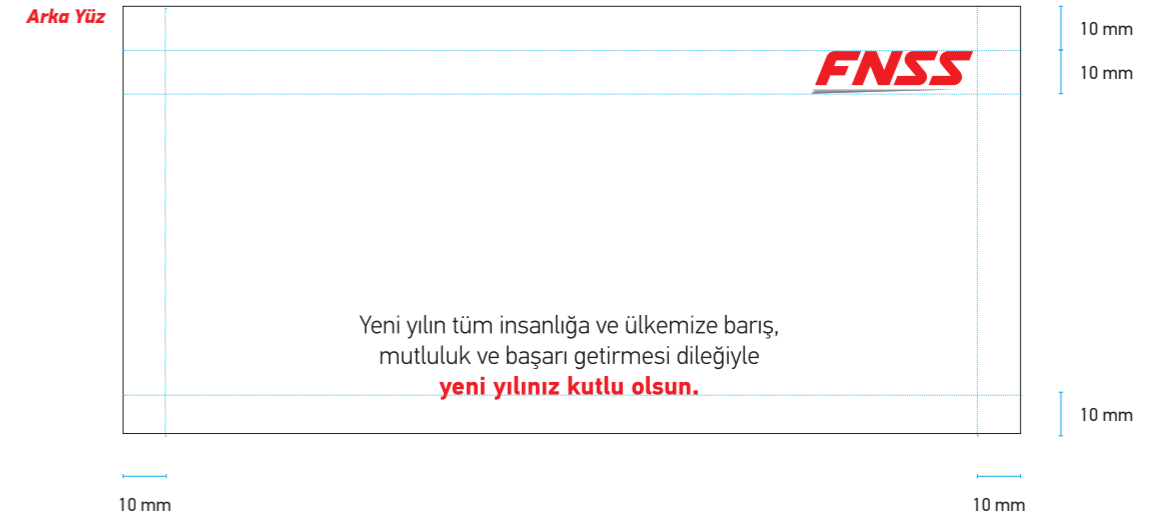 Arka Yüz
10 mm
FNSS
10 mm
Yeni yılın tüm insanlığa ve ülkemize barış,
mutluluk ve başarı getirmesi dileğiyle
yeni yılınız kutlu olsun.
10 mm
10 mm
10 mm